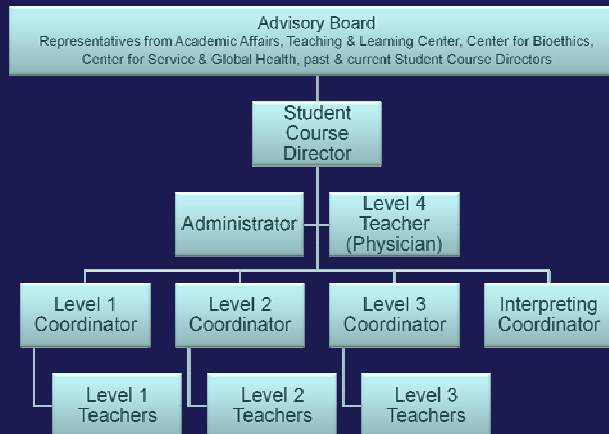 Advisory Board
Representatives from Academic Affairs, Teaching & Learning Center, Center for Bioethics,
Center for Service & Global Health, past & current Student Course Directors
Student
Course
Director
Administrator
Level 4
Teacher
(Physician)
Level 1
Coordinator
Level 2
Coordinator
Level 3
Coordinator
Interpreting
Coordinator
Level 1
Teachers
Level 2
Teachers
Level 3
Teachers